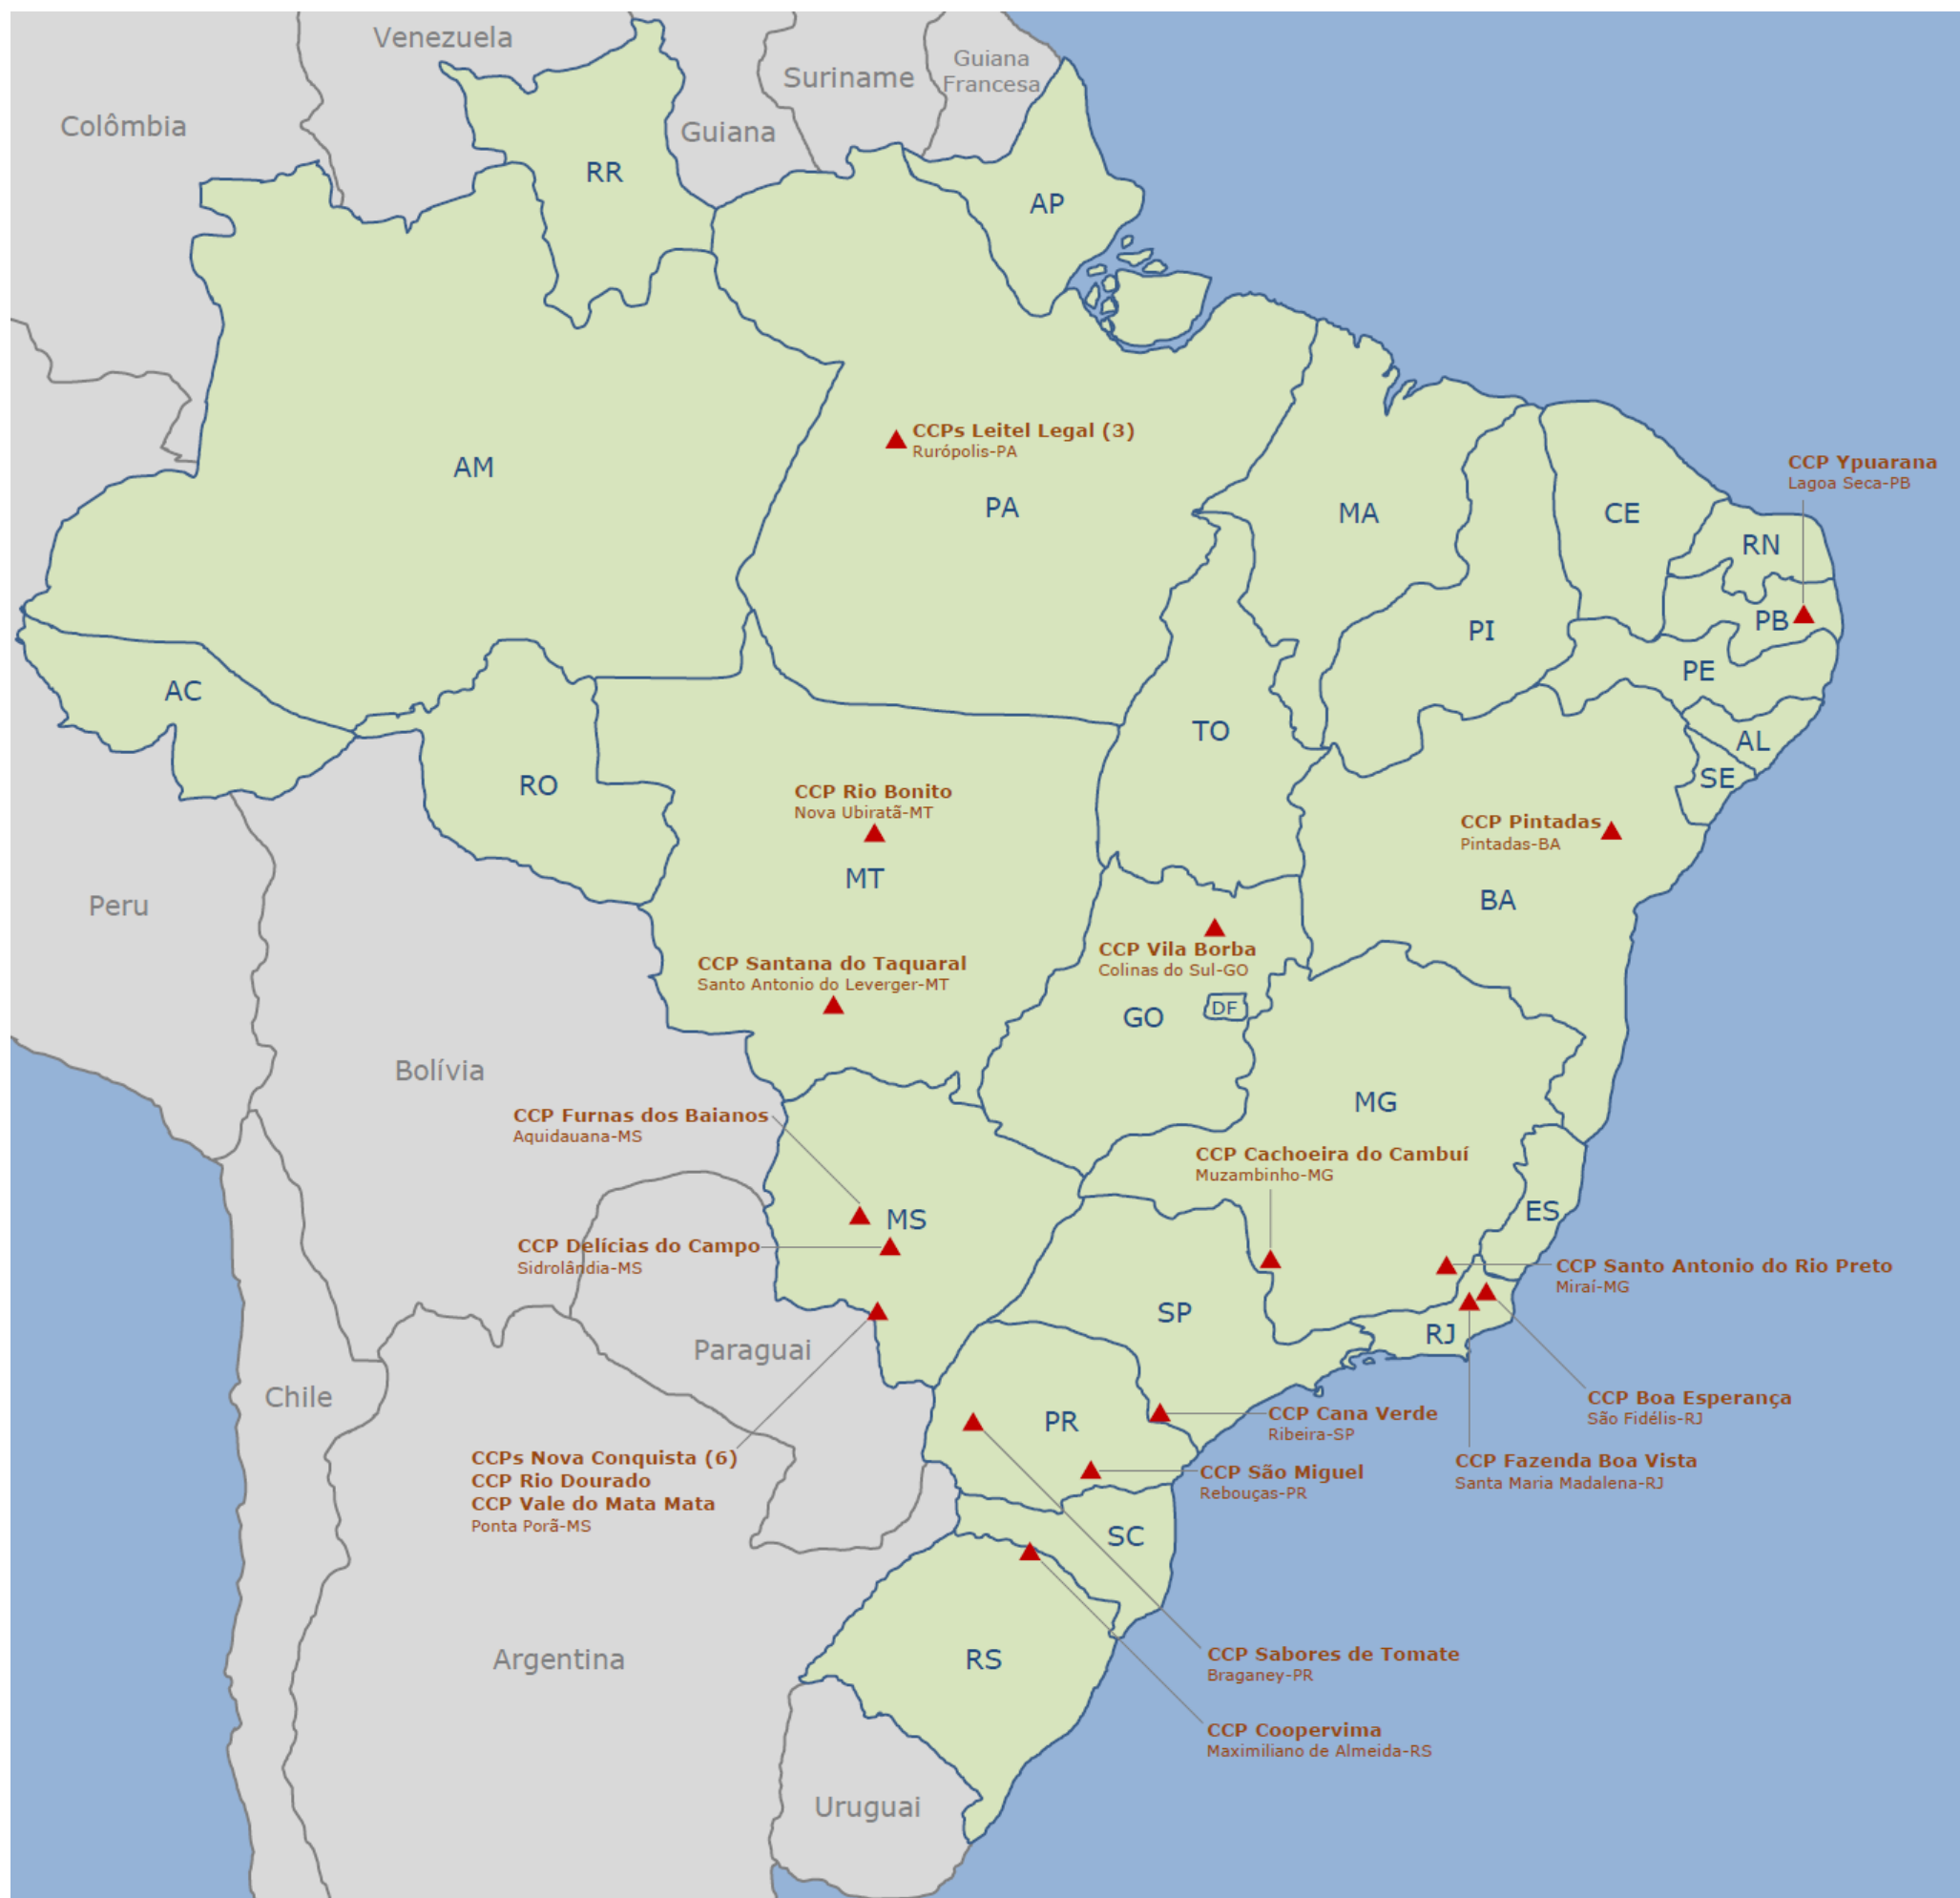 Venezuela
Suriname
Guiana
Francesa
Colômbia
Guiana
RR
AP
CCPs Leitel Legal (3)
Rurópolis-PA
AM
PA
MA
CE
CCP Ypuarana
Lagoa Seca-PB
RN
PB
PI
PE
AC
TO
AL
SE
RO
CCP Rio Bonito
Nova Ubiratã-MT
MT
CCP Pintadas
Pintadas-BA
BA
Peru
CCP Vila Borba
Colinas do Sul-GO
CCP Santana do Taquaral
Santo Antonio do Leverger-MT
GO
DF
Bolívia
MG
CCP Furnas dos Baianos
Aquidauana-MS
CCP Cachoeira do Cambuí
Muzambinho-MG
MS
ES
CCP Delícias do Campo
Sidrolândia-MS
CCP Santo Antonio do Rio Preto
Miraí-MG
SP
RJ
Paraguai
Chile
CCP Boa Esperança
São Fidélis-RJ
PR
CCP Cana Verde
Ribeira-SP
CCPs Nova Conquista (6)
CCP Rio Dourado
CCP Vale do Mata Mata
Ponta Porã-MS
CCP São Miguel
Rebouças-PR
CCP Fazenda Boa Vista
Santa Maria Madalena-RJ
SC
Argentina
RS
CCP Sabores de Tomate
Braganey-PR
CCP Coopervima
Maximiliano de Almeida-RS
Uruguai